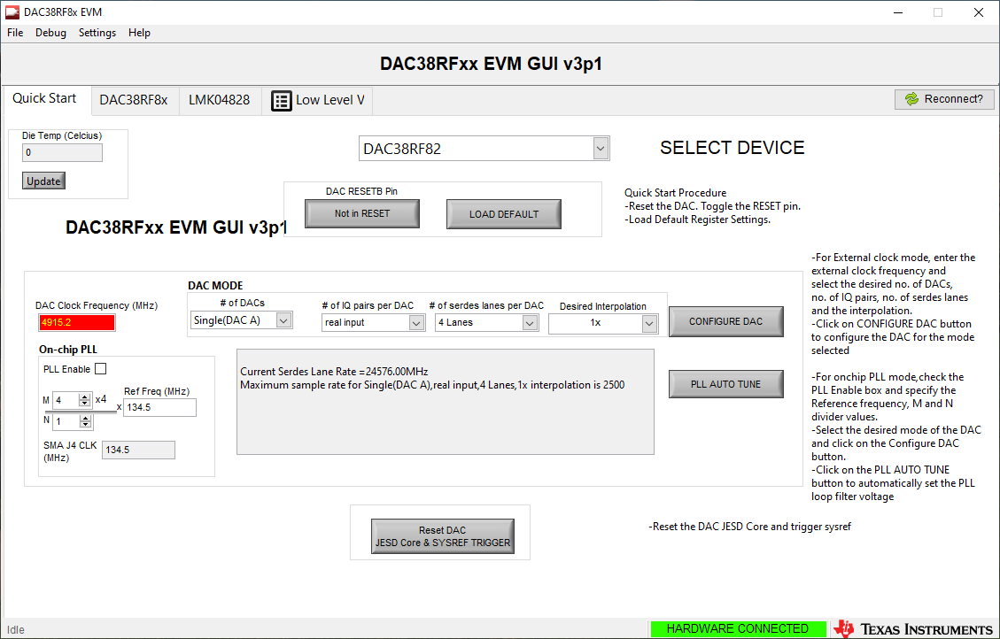 DAC38RF8x EVM
File Debug Settings Help
DAC38RFxx EVM GUI v3p1
Quick Start DAC38RF8x LMK04828 Low Level V Reconnect?
Die Temp (Celcius)
0
Update
DAC38RF82
SELECT DEVICE
DAC RESETB Pin
Not in RESET LOAD DEFAULT
Quick Start Procedure
-Reset the DAC. Toggle the RESET pin.
-Load Default Register Settings.
DAC38RFxx EVM GUI v3p1
DAC MODE
DAC Clock Frequency (MHz)
4915.2
# of DACs
Single(DAC A)
# of IQ pairs per DAC
real input
# of serdes lanes per DAC
4 Lanes
Desired Interpolation
1x
CONFIGURE DAC
On-chip PLL
PLL Enable
M 4 x4
N 1
x
Ref Freq (MHz)
134.5
SMA J4 CLK
(MHz)
134.5
Current Serdes Lane Rate =24576.00MHz
Maximum sample rate for Single(DAC A),real input,4 Lanes,1x interpolation is 2500
PLL AUTO TUNE
-For External clock mode, enter the
external clock frequency and
select the desired no. of DACs,
no. of IQ pairs, no. of serdes lanes
and the interpolation.
-Click on CONFIGURE DAC button
to configure the DAC for the mode
selected
-For onchip PLL mode,check the
PLL Enable box and specify the
Reference frequency, M and N
divider values.
-Select the desired mode of the DAC
and click on the Configure DAC
button.
-Click on the PLL AUTO TUNE
button to automatically set the PLL
loop filter voltage
Reset DAC
JESD Core & SYSREF TRIGGER
-Reset the DAC JESD Core and trigger sysref
Idle HARDWARE CONNECTED TEXAS INSTRUMENTS